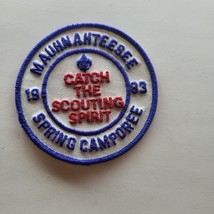 MAUHNAHTEESEE
19 83
CATCH
THE
SCOUTING
SPIRIT
SPRING CAMPOREE